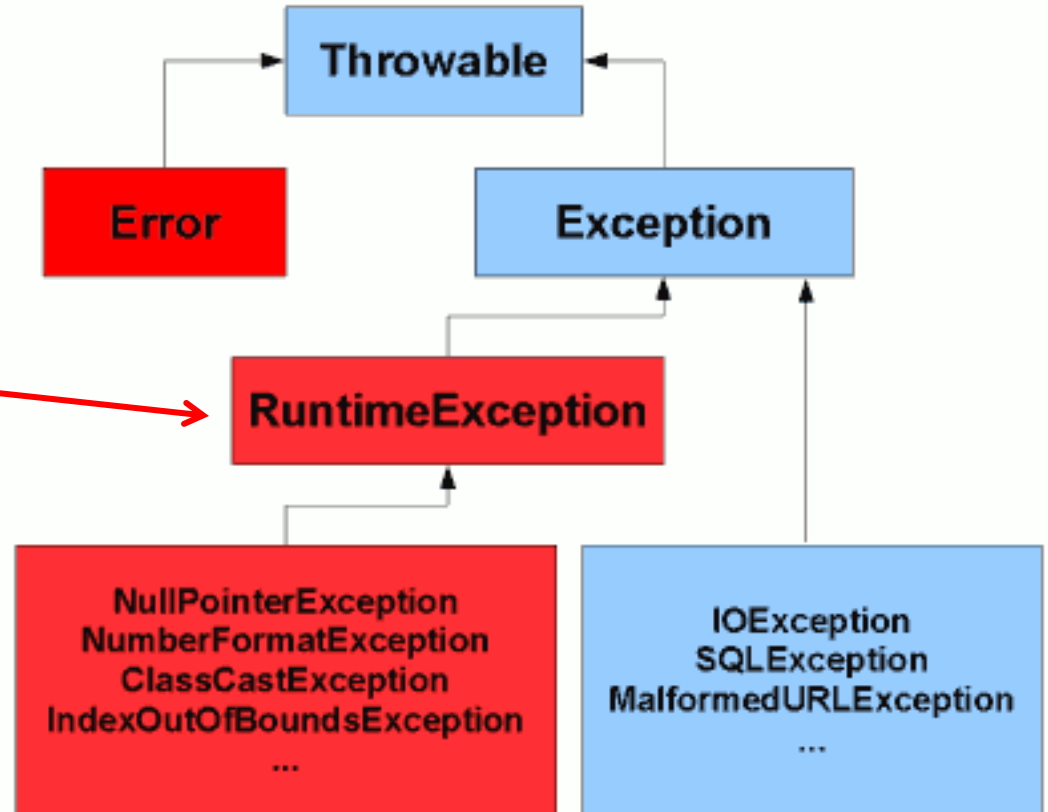 Throwable
Error
Exception
RuntimeException
NullPointerException
NumberFormatException
ClassCastException
IndexOutOfBoundsException
...
IOException
SQLException
MalformedURLException
...